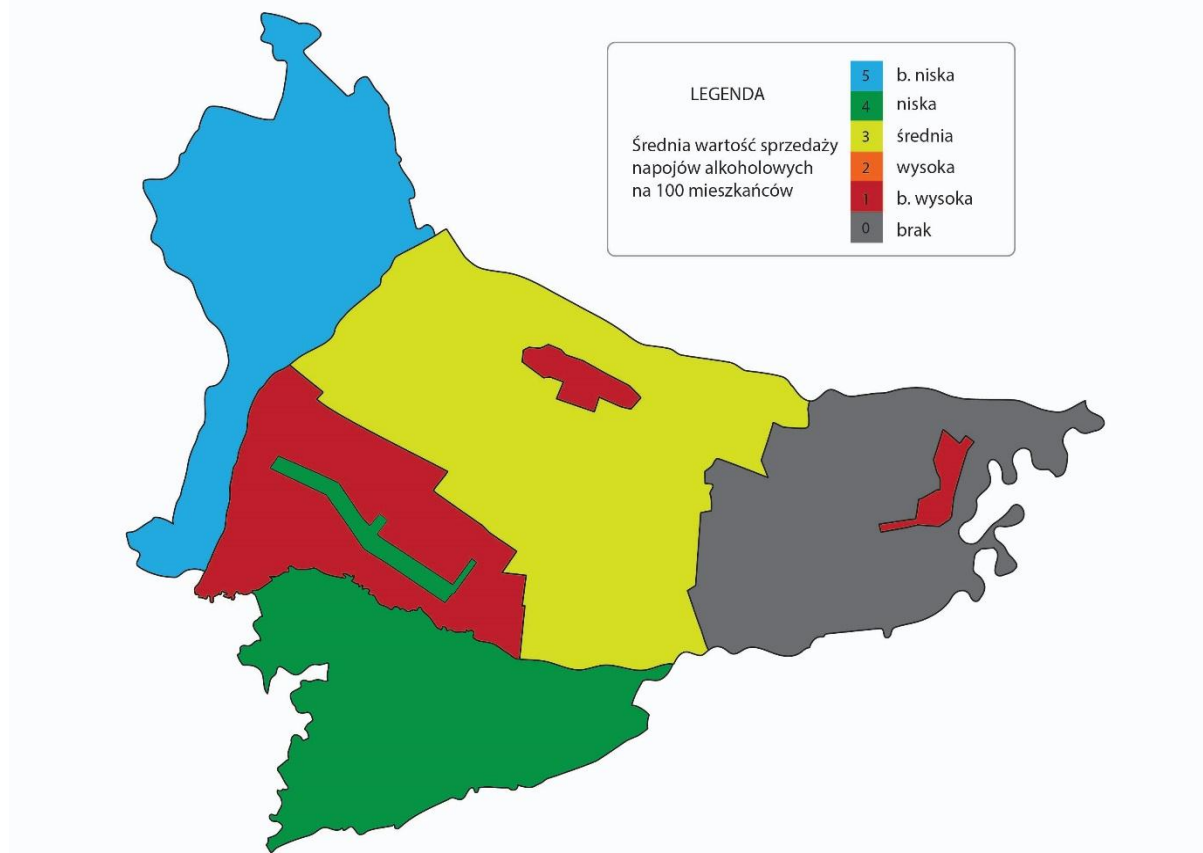 LEGENDA
Średnia wartość sprzedaży
napojów alkoholowych
na 100 mieszkańców
5 b. niska
4 niska
3 średnia
2 wysoka
1 b. wysoka
0 brak